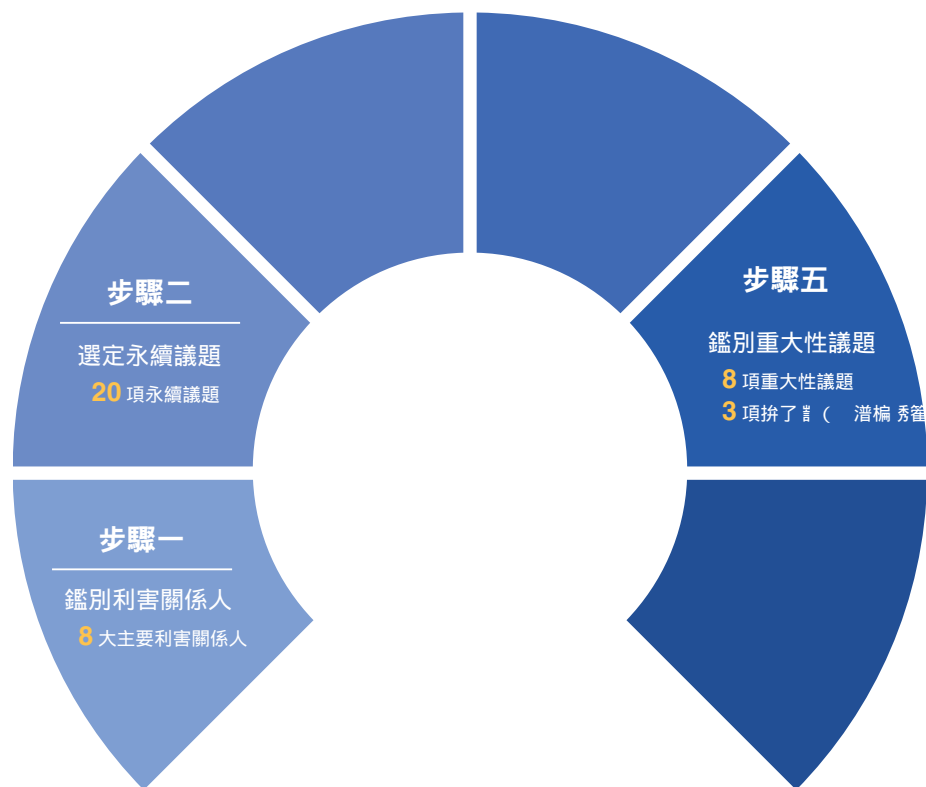 步驟一
鑑別利害關係人
8 大主要利害關係人
步驟二
選定永續議題
20 項永續議題
步驟五
鑑別重大性議題
8 項重大性議題
3 項